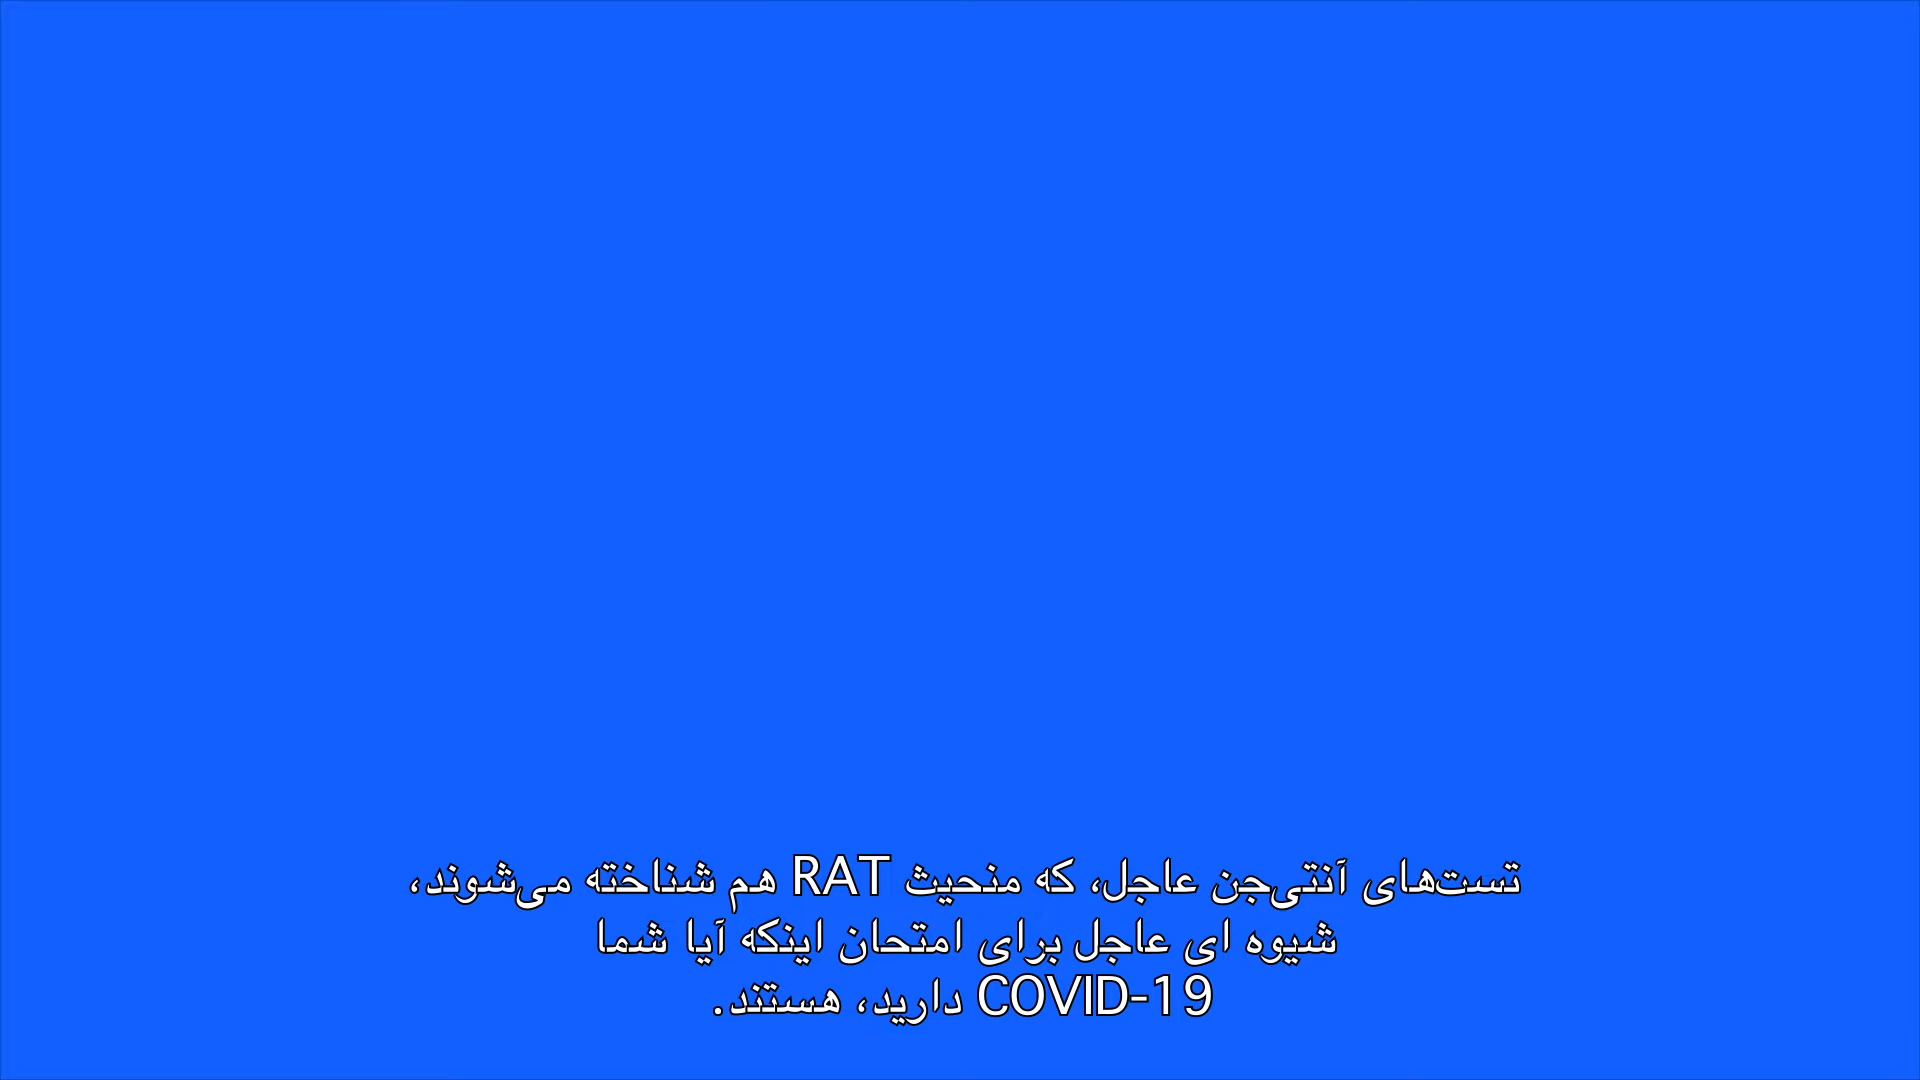 تست‌های آنتی‌جن عاجل، که منحیث RAT هم شناخته می‌شوند،
شیوه ای عاجل برای امتحان اینکه آیا شما
COVID-19 دارید، هستند.